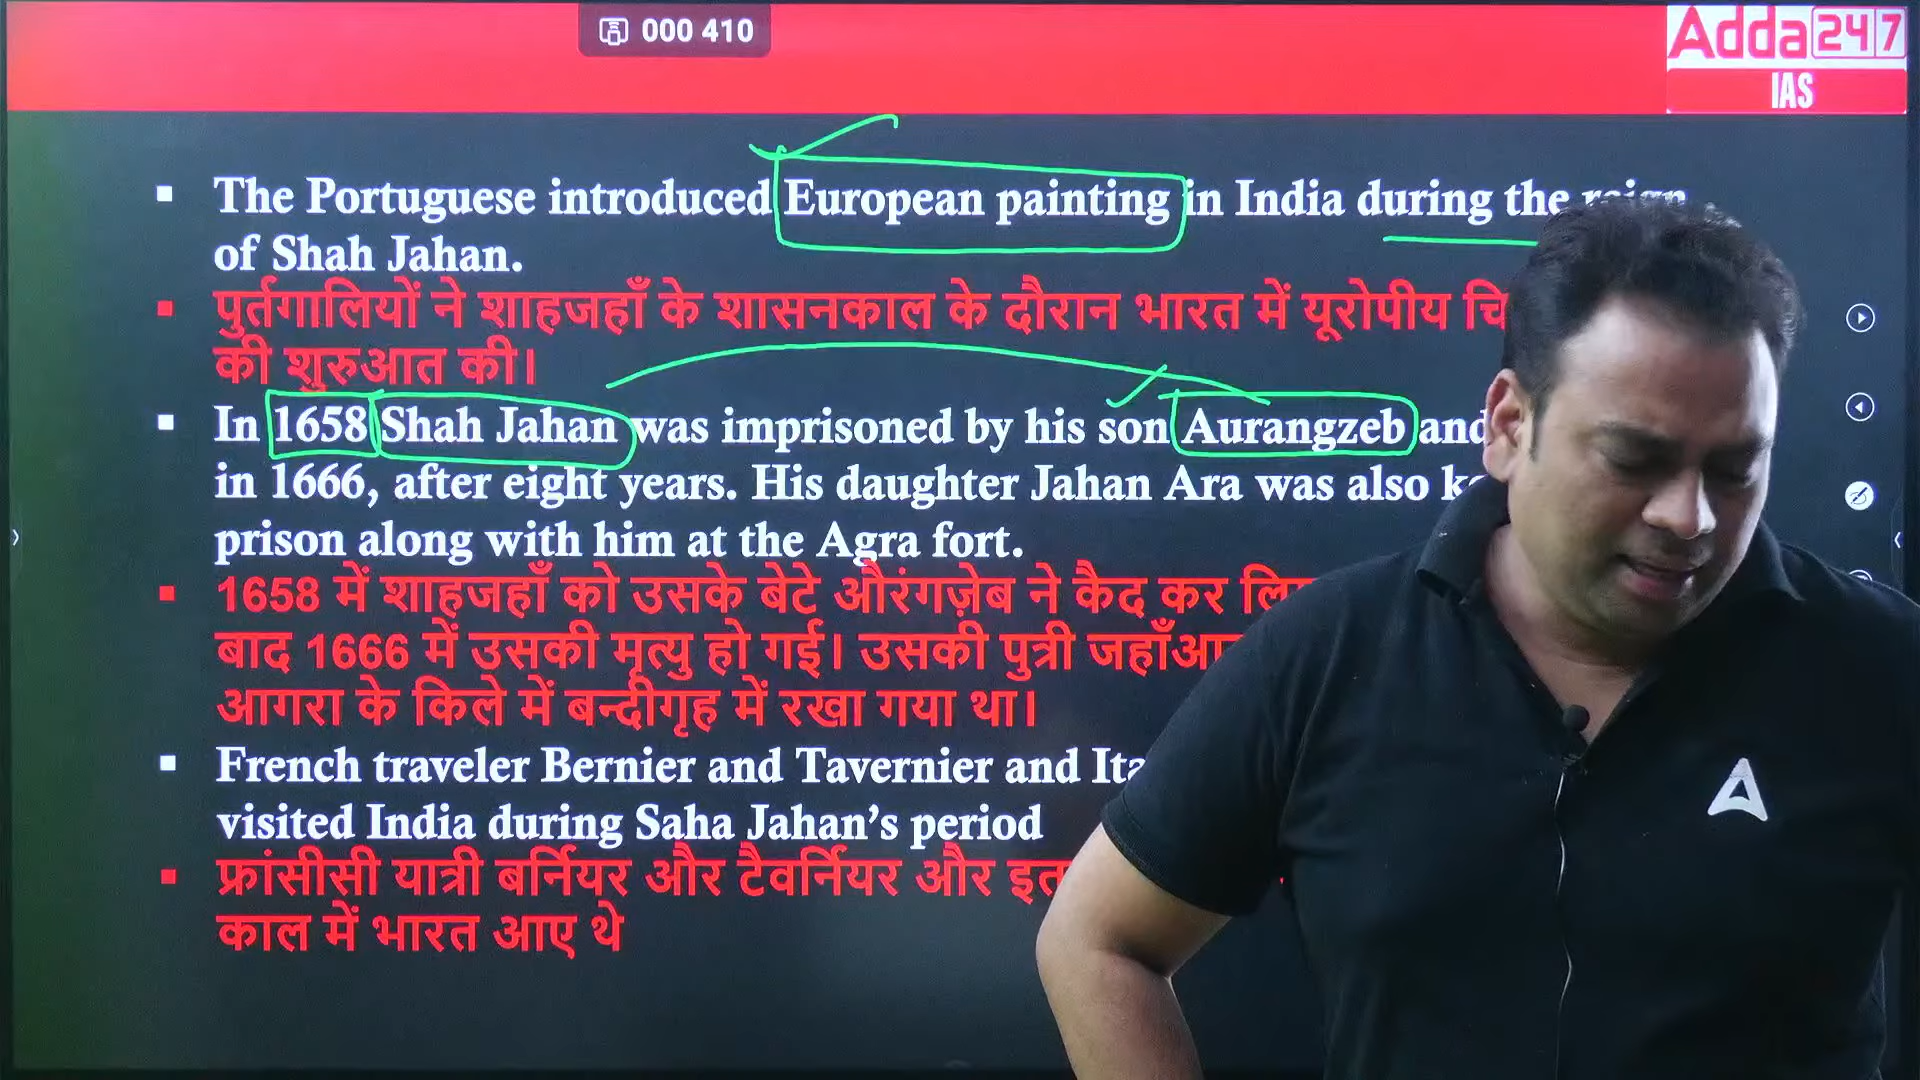 000 410
Adda247
IAS
The Portuguese introduced European painting in India during the reign
of Shah Jahan.
पुर्तगालियों ने शाहजहाँ के शासनकाल के दौरान भारत में यूरोपीय
की शुरुआत की।
In 1658 Shah Jahan was imprisoned by his son Aurangzeb and
in 1666, after eight years. His daughter Jahan Ara was also
prison along with him at the Agra fort.
1658 में शाहजहाँ को उसके बेटे औरंगज़ेब ने कैद कर
बाद 1666 में उसकी मृत्यु हो गई। उसकी पुत्री
आगरा के किले में बन्दीगृह में रखा गया था।
French traveler Bernier and Tavernier and
visited India during Saha Jahan’s period
फ्रांसीसी यात्री बर्नियर और टैवर्नियर और
काल में भारत आए थे